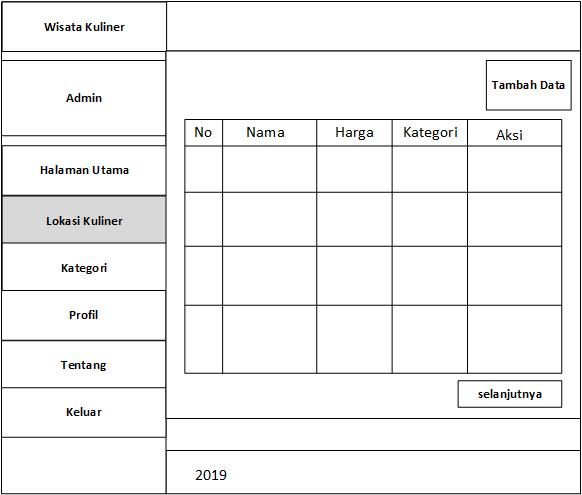 Wisata Kuliner
Admin
Halaman Utama
Lokasi Kuliner
Kategori
Profil
Tentang
Keluar
Tambah Data
No Nama Harga Kategori Aksi
selanjutnya
2019